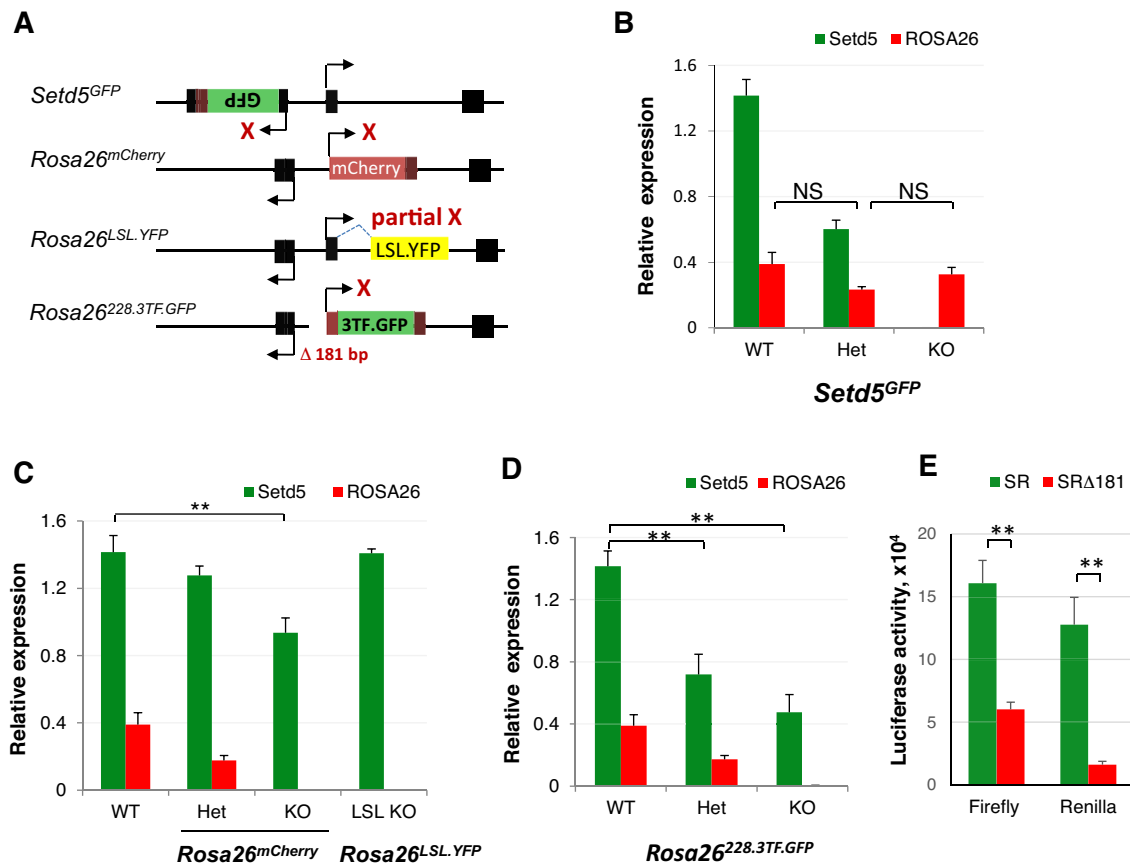 A
Setd5GFP
GFP
X
X
Rosa26mCherry
mCherry
partial X
Rosa26LSL.YFP
LSL.YFP
X
Rosa26228.3TF.GFP
3TF.GFP
Δ 181 bp
B
Setd5 ROSA26
Relative expression
1.6
1.2
0.8
0.4
0
NS NS
WT Het KO
Setd5GFP
C
Setd5 ROSA26
Relative expression
1.6
1.2
0.8
0.4
0
**
WT Het KO LSL KO
Rosa26mCherry Rosa26LSL.YFP
D
Setd5 ROSA26
Relative expression
1.6
1.2
0.8
0.4
0
**
**
WT Het KO
Rosa26228.3TF.GFP
E
SR SRΔ181
Luciferase activity, x104
20
15
10
5
0
**
**
Firefly Renilla